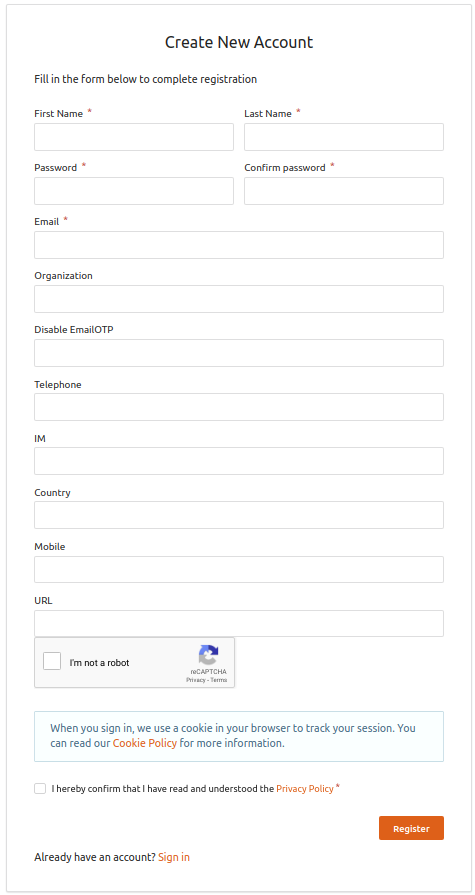 Create New Account
Fill in the form below to complete registration
First Name *
Last Name *
Password *
Confirm password *
Email *
Organization
Disable EmailOTP
Telephone
IM
Country
Mobile
URL
I'm not a robot
reCAPTCHA
Privacy - Terms
When you sign in, we use a cookie in your browser to track your session. You
can read our Cookie Policy for more information.
I hereby confirm that I have read and understood the Privacy Policy *
Register
Already have an account? Sign in